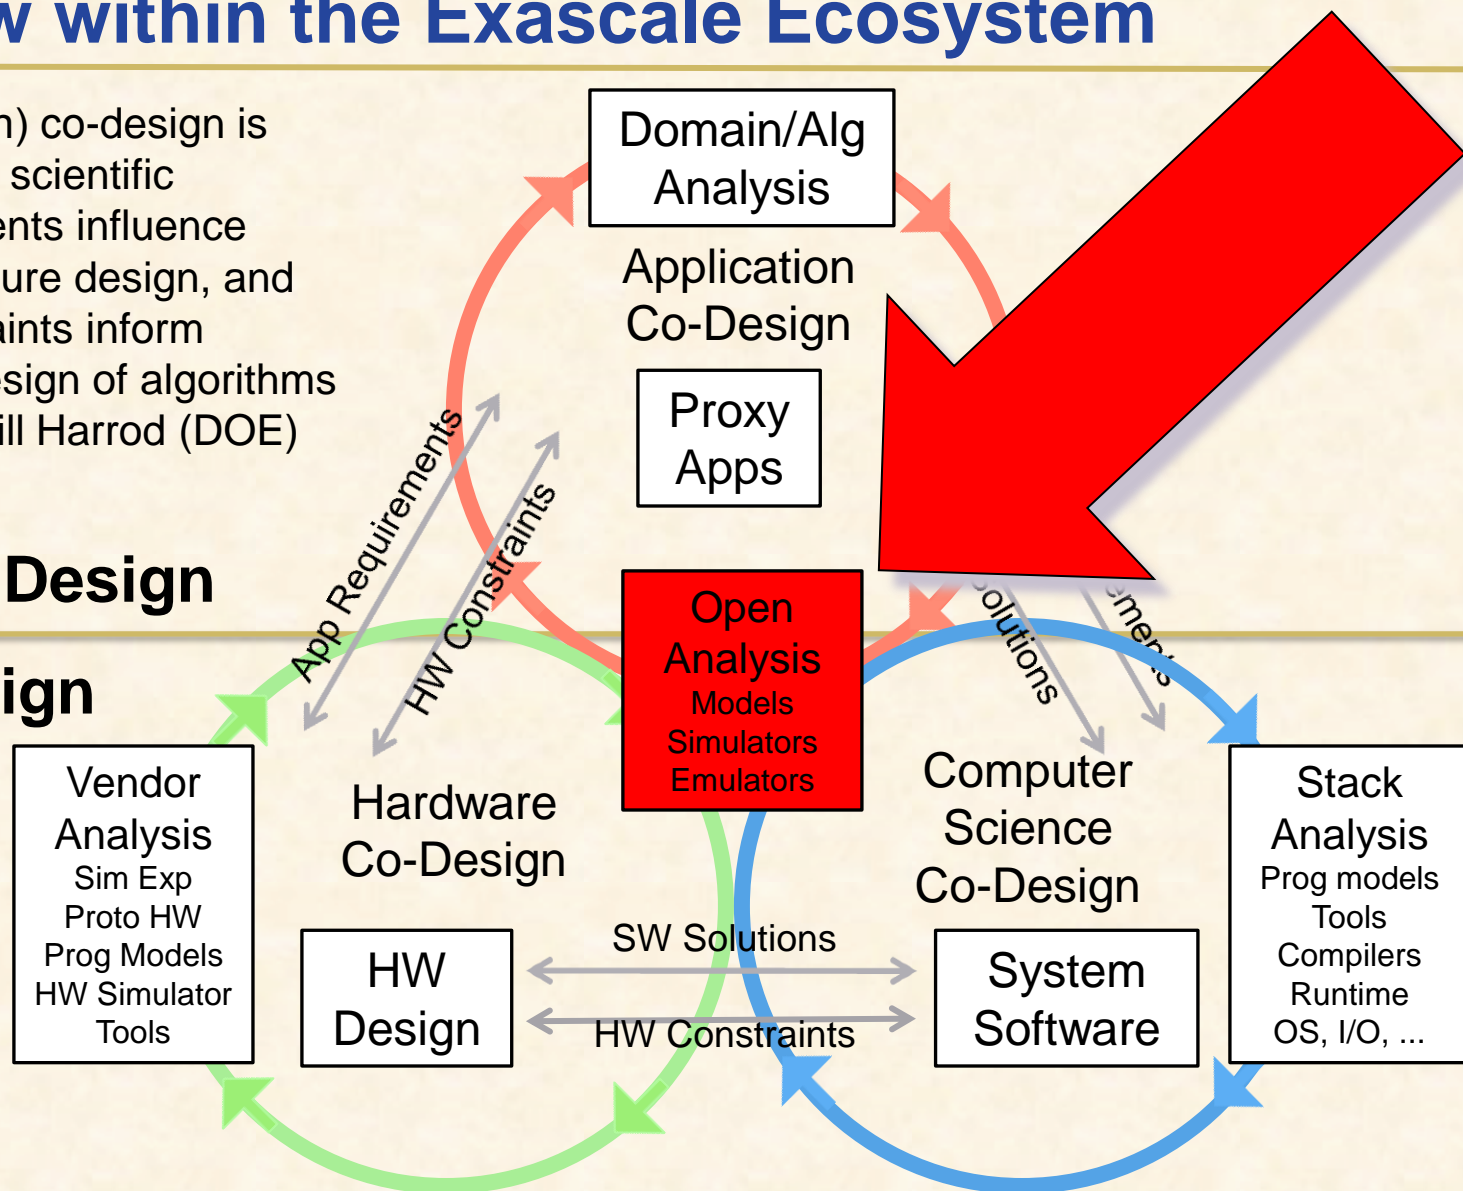 w within the Exascale Ecosystem
n) co-design is
scientific
ents influence
ure design, and
aints inform
esign of algorithms
ill Harrod (DOE)
Design
ign
Domain/Alg
Analysis
Application
Co-Design
Proxy
Apps
App Requirements
HW Constraints
olutions
ements
Open
Analysis
Models
Simulators
Emulators
Vendor
Analysis
Sim Exp
Proto HW
Prog Models
HW Simulator
Tools
Hardware
Co-Design
HW
Design
SW Solutions
HW Constraints
Computer
Science
Co-Design
System
Software
Stack
Analysis
Prog models
Tools
Compilers
Runtime
OS, I/O, ...